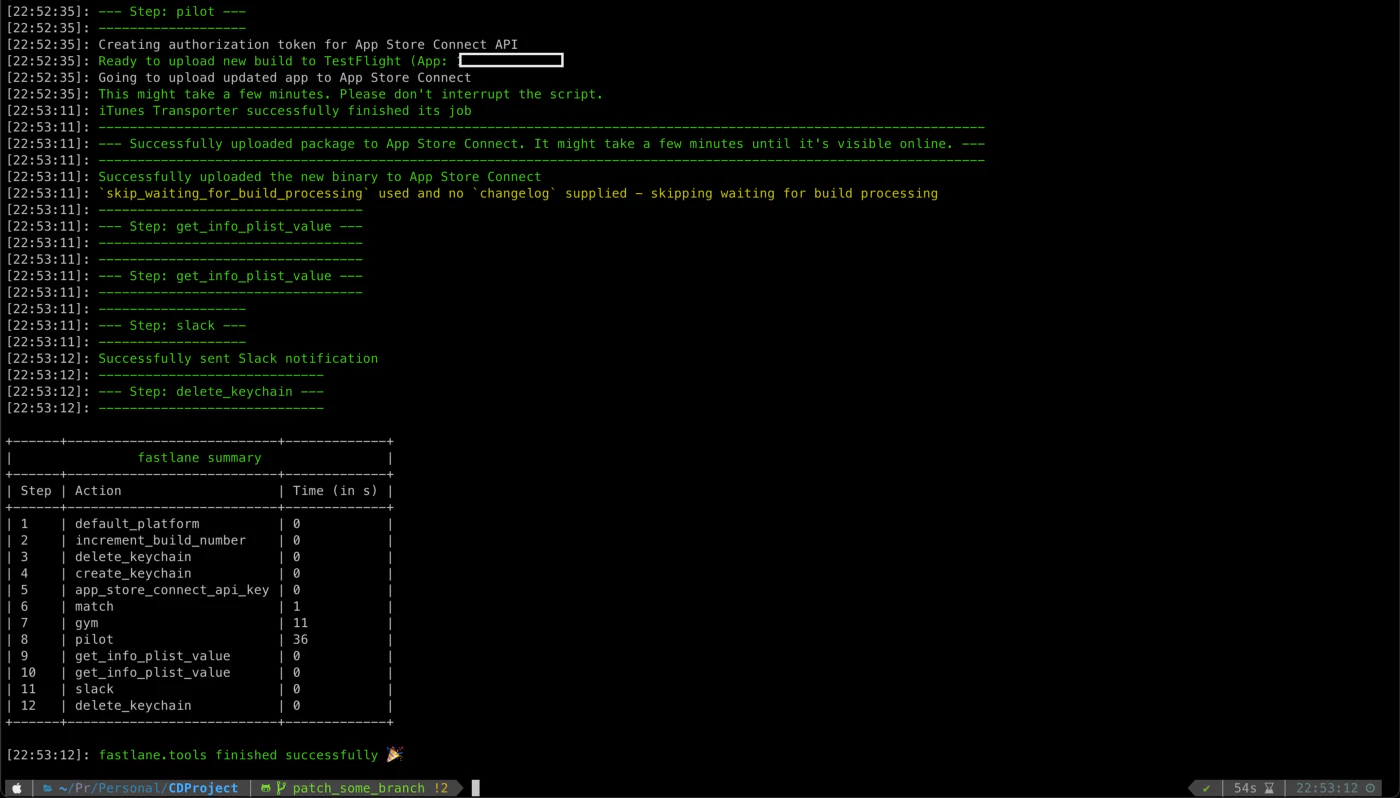 [22:52:35]: --- Step: pilot ---
[22:52:35]: -------------------
[22:52:35]: Creating authorization token for App Store Connect API
[22:52:35]: Ready to upload new build to TestFlight (App:
[22:52:35]: Going to upload updated app to App Store Connect
[22:52:35]: This might take a few minutes. Please don't interrupt the script.
[22:53:11]: iTunes Transporter successfully finished its job
[22:53:11]: ------------------------------------------------------------------------------------------------------------------
[22:53:11]: --- Successfully uploaded package to App Store Connect. It might take a few minutes until it's visible online. ---
[22:53:11]: ------------------------------------------------------------------------------------------------------------------
[22:53:11]: Successfully uploaded the new binary to App Store Connect
[22:53:11]: `skip_waiting_for_build_processing` used and no `changelog` supplied - skipping waiting for build processing
[22:53:11]: ----------------------------------
[22:53:11]: --- Step: get_info_plist_value ---
[22:53:11]: ----------------------------------
[22:53:11]: ----------------------------------
[22:53:11]: --- Step: get_info_plist_value ---
[22:53:11]: ----------------------------------
[22:53:11]: -------------------
[22:53:11]: --- Step: slack ---
[22:53:11]: -------------------
[22:53:12]: Successfully sent Slack notification
[22:53:12]: -----------------------------
[22:53:12]: --- Step: delete_keychain ---
[22:53:12]: -----------------------------
+------+---------------------------+-------------+
|                fastlane summary                |
+------+---------------------------+-------------+
| Step | Action                    | Time (in s) |
+------+---------------------------+-------------+
| 1    | default_platform          | 0           |
| 2    | increment_build_number    | 0           |
| 3    | delete_keychain           | 0           |
| 4    | create_keychain           | 0           |
| 5    | app_store_connect_api_key | 0           |
| 6    | match                     | 1           |
| 7    | gym                       | 11          |
| 8    | pilot                     | 36          |
| 9    | get_info_plist_value      | 0           |
| 10   | get_info_plist_value      | 0           |
| 11   | slack                     | 0           |
| 12   | delete_keychain           | 0           |
+------+---------------------------+-------------+
[22:53:12]: fastlane.tools finished successfully 🎉
~/Pr/Personal/CDProject patch_some_branch !2 ✔ 54s 22:53:12